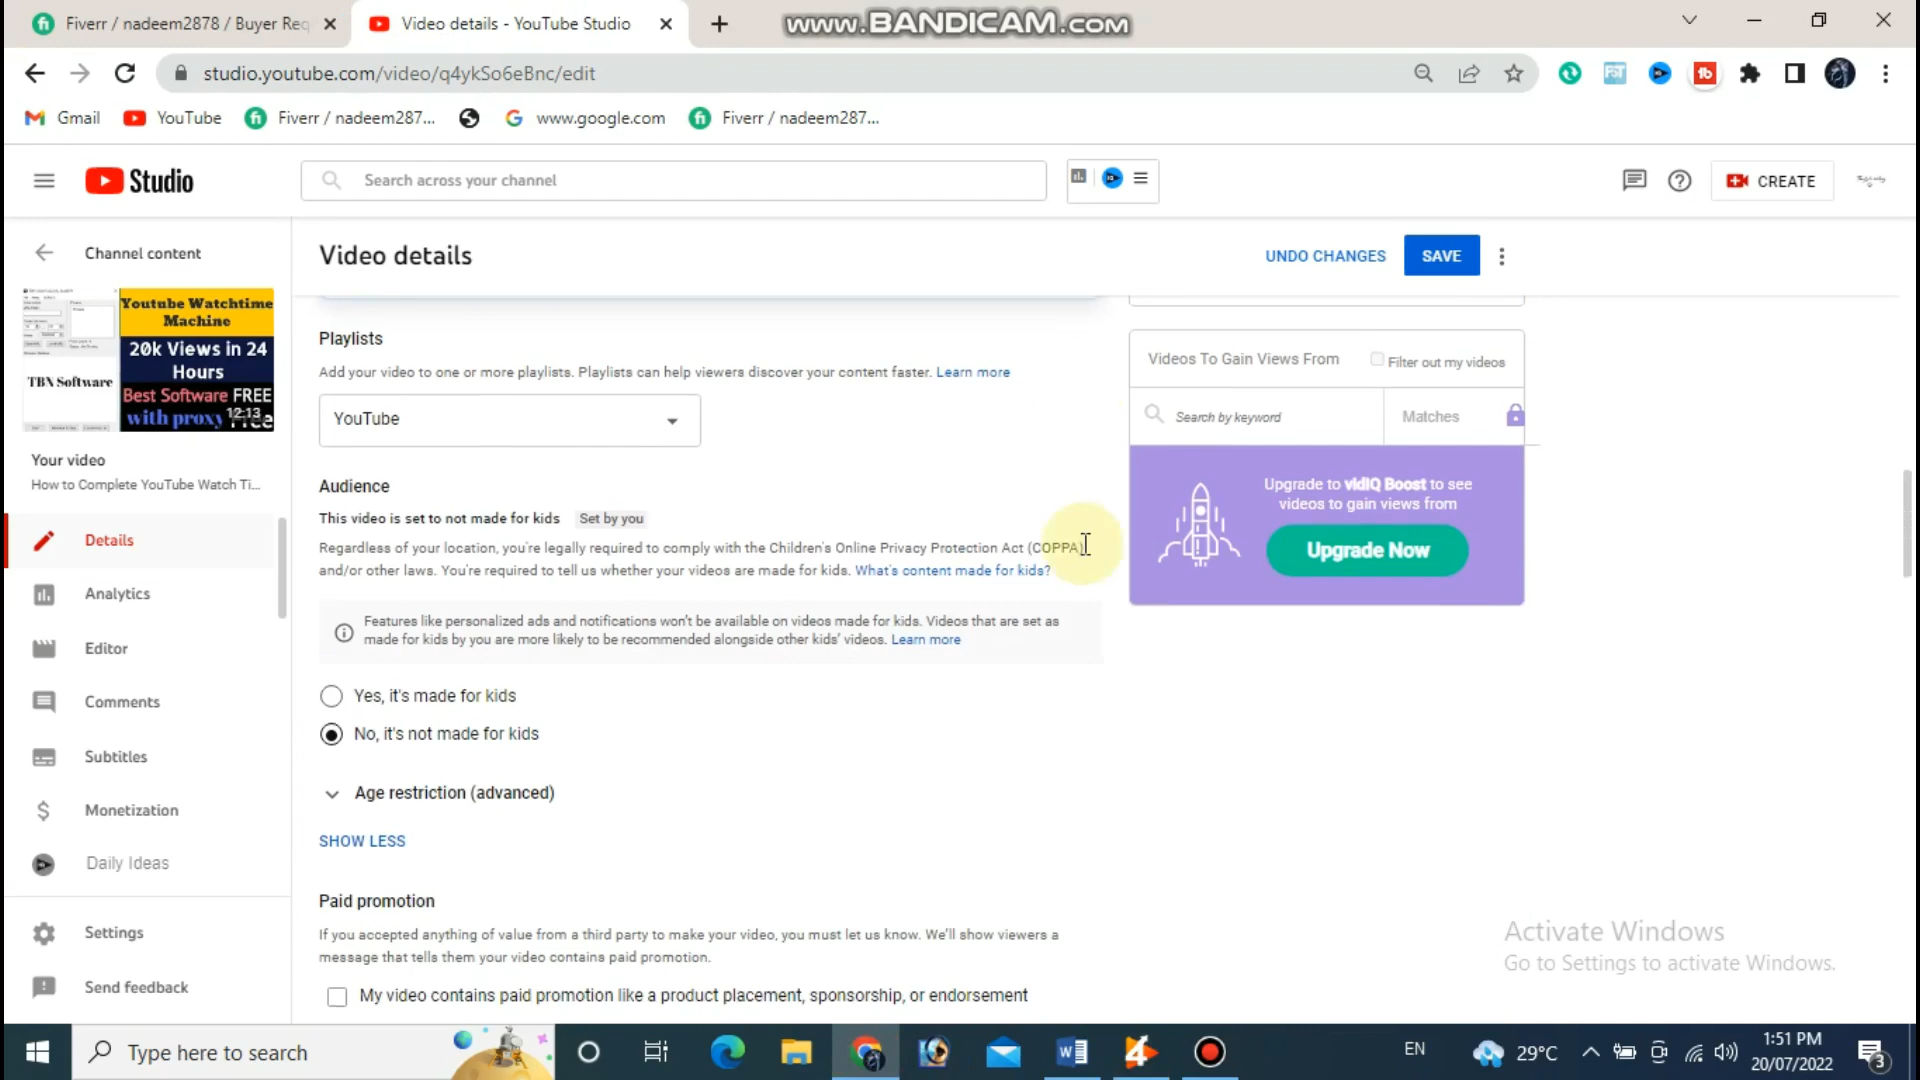 Fiverr / nadeem2878 / Buyer Req
Video details - YouTube Studio
www.BANDICAM.com
studio.youtube.com/video/q4ykSo6eBnc/edit
Gmail
YouTube
Fiverr / nadeem287...
www.google.com
Fiverr / nadeem287...
Studio
Search across your channel
CREATE
Channel content
Video details
UNDO CHANGES
SAVE
Youtube Watchtime
Machine
20k Views in 24
Hours
TBN Software
Best Software FREE
with proxy Free
12:13
Your video
How to Complete YouTube Watch Ti...
Details
Analytics
Editor
Comments
Subtitles
Monetization
Daily Ideas
Settings
Send feedback
Playlists
Add your video to one or more playlists. Playlists can help viewers discover your content faster. Learn more
YouTube
Audience
This video is set to not made for kids Set by you
Regardless of your location, you're legally required to comply with the Children's Online Privacy Protection Act (COPPA)
and/or other laws. You're required to tell us whether your videos are made for kids. What's content made for kids?
Features like personalized ads and notifications won't be available on videos made for kids. Videos that are set as
made for kids by you are more likely to be recommended alongside other kids' videos. Learn more
Yes, it's made for kids
No, it's not made for kids
Age restriction (advanced)
SHOW LESS
Paid promotion
If you accepted anything of value from a third party to make your video, you must let us know. We'll show viewers a
message that tells them your video contains paid promotion.
My video contains paid promotion like a product placement, sponsorship, or endorsement
Videos To Gain Views From
Filter out my videos
Search by keyword
Matches
Upgrade to vidIQ Boost to see
videos to gain views from
Upgrade Now
Activate Windows
Go to Settings to activate Windows.
Type here to search
EN
29°C
1:51 PM
20/07/2022
3